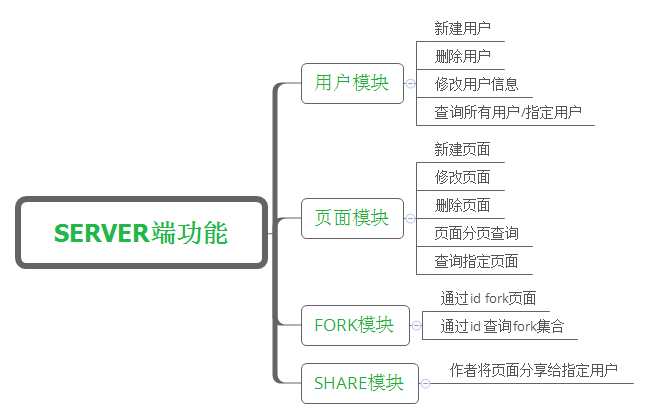 SERVER端功能
用户模块
新建用户
删除用户
修改用户信息
查询所有用户/指定用户
页面模块
新建页面
修改页面
删除页面
页面分页查询
查询指定页面
FORK模块
通过id fork页面
通过id 查询fork集合
SHARE模块
作者将页面分享给指定用户